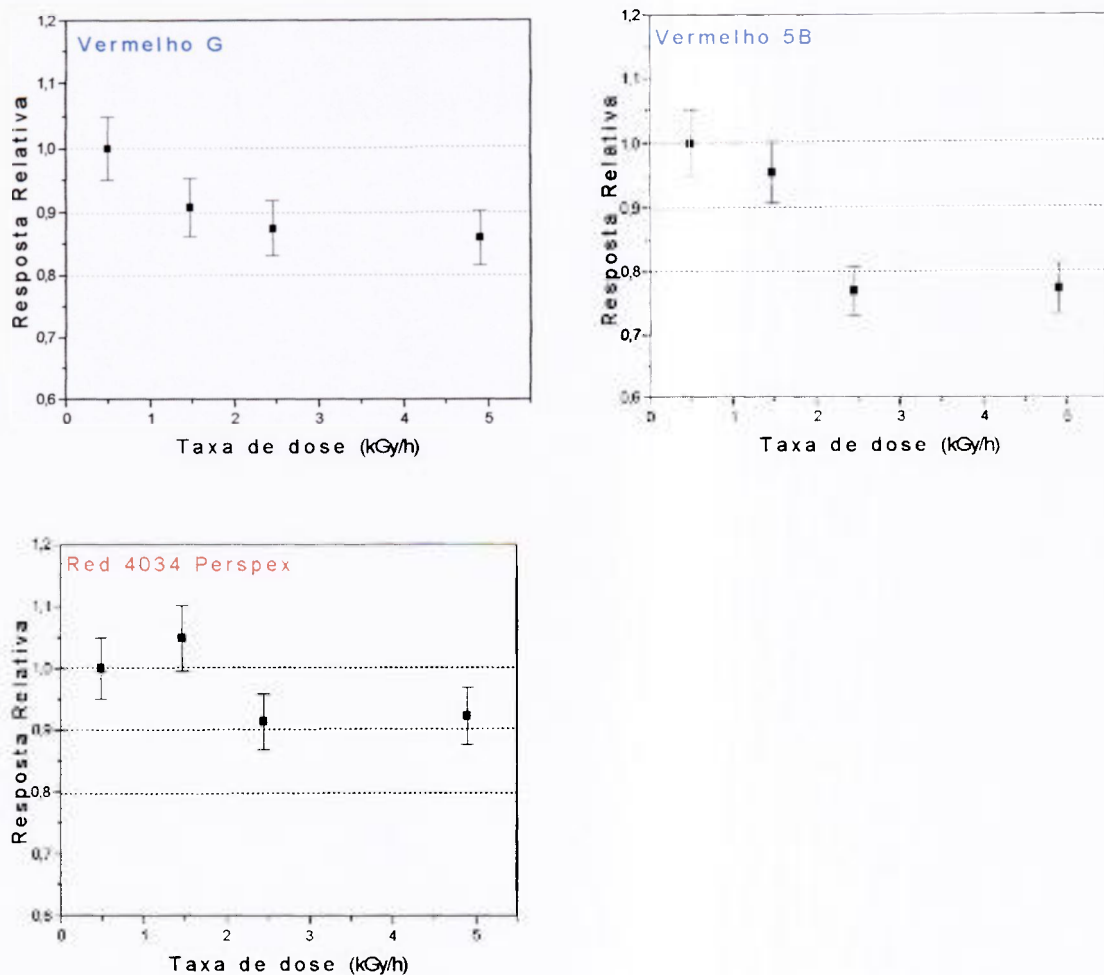 Vermelho G
1,2
1,1
1,0
0,9
0,8
0,7
0,6
Resposta Relativa
0 1 2 3 4 5
Taxa de dose (kGy/h)
Vermelho 5B
1,2
1,1
1,0
0,9
0,8
0,7
0,6
Resposta Relativa
0 1 2 3 4 5
Taxa de dose (kGy/h)
Red 4034 Perspex
1,2
1,1
1,0
0,9
0,8
0,7
0,6
Resposta Relativa
0 1 2 3 4 5
Taxa de dose (kGy/h)